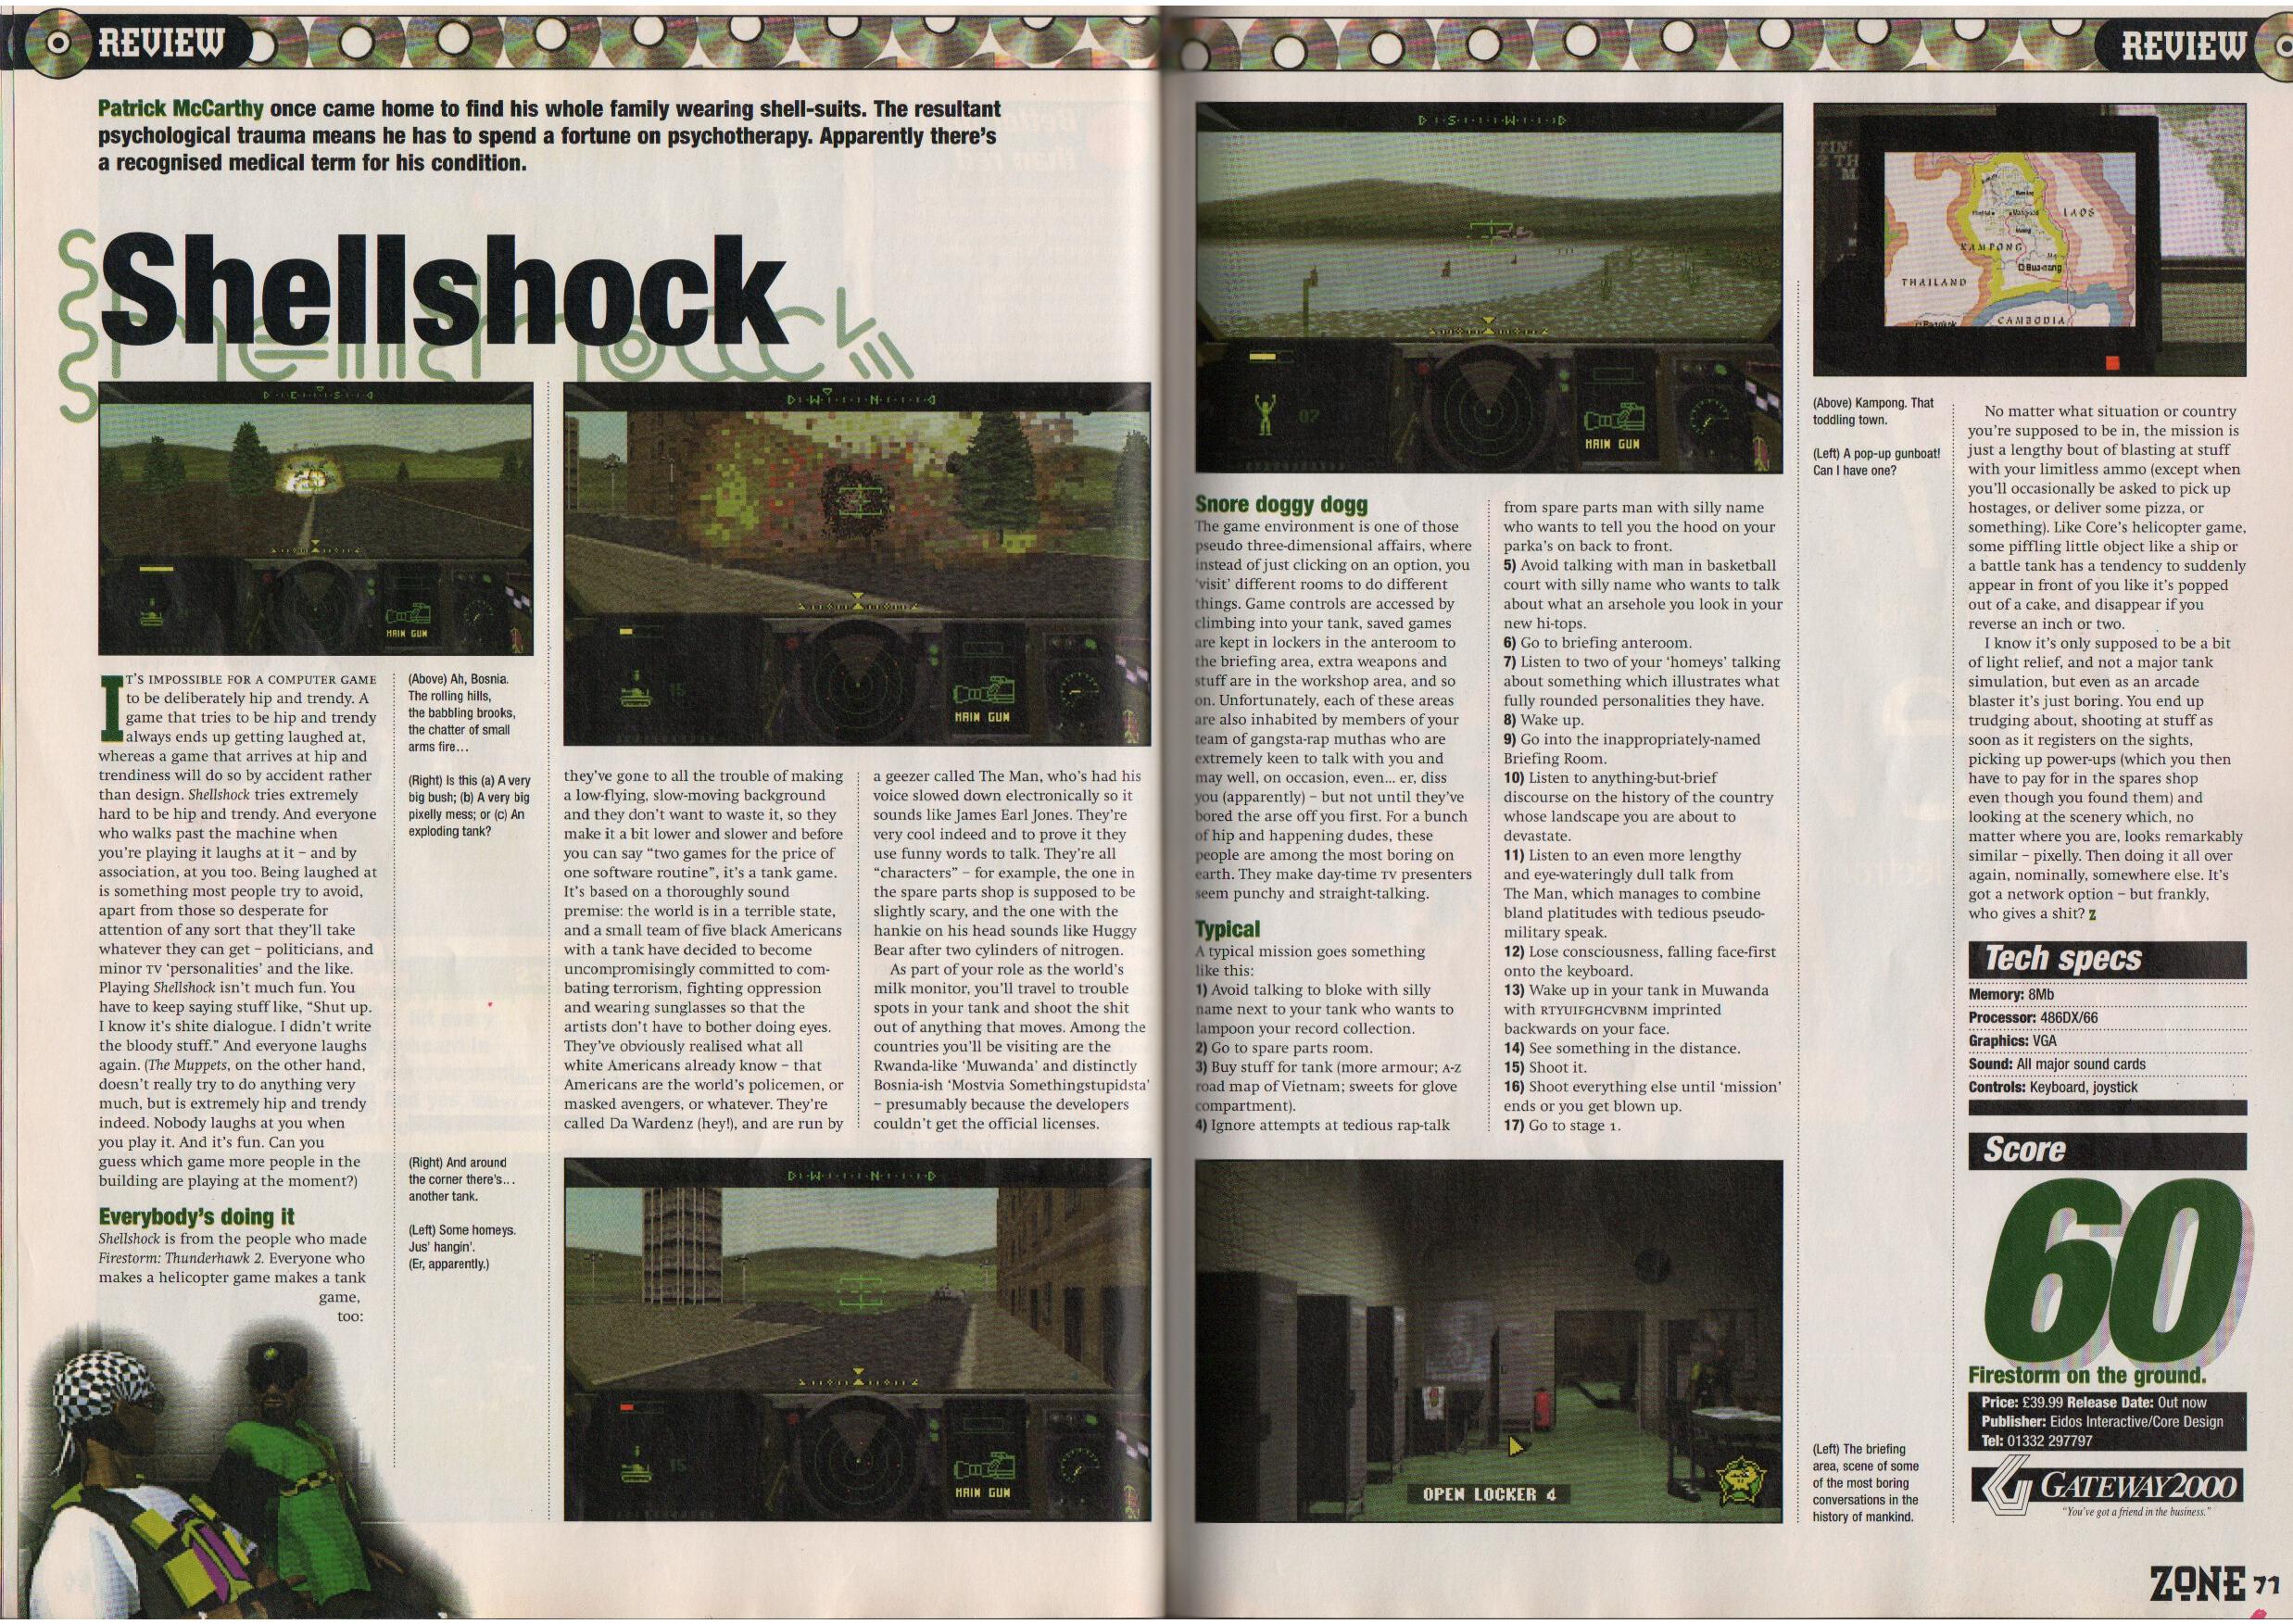 REVIEW
REVIEW
Patrick McCarthy once came home to find his whole family wearing shell-suits. The resultant
psychological trauma means he has to spend a fortune on psychotherapy. Apparently there's
a recognised medical term for his condition.
Shellshock
MAIN GUN
IT'S IMPOSSIBLE FOR A COMPUTER GAME
to be deliberately hip and trendy. A
game that tries to be hip and trendy
always ends up getting laughed at,
whereas a game that arrives at hip and
trendiness will do so by accident rather
than design. Shellshock tries extremely
hard to be hip and trendy. And everyone
who walks past the machine when
you're playing it laughs at it – and by
association, at you too. Being laughed at
is something most people try to avoid,
apart from those so desperate for
attention of any sort that they'll take
whatever they can get – politicians, and
minor TV 'personalities' and the like.
Playing Shellshock isn't much fun. You
have to keep saying stuff like, "Shut up.
I know it's shite dialogue. I didn't write
the bloody stuff." And everyone laughs
again. (The Muppets, on the other hand,
doesn't really try to do anything very
much, but is extremely hip and trendy
indeed. Nobody laughs at you when
you play it. And it's fun. Can you
guess which game more people in the
building are playing at the moment?)
Everybody's doing it
Shellshock is from the people who made
Firestorm: Thunderhawk 2. Everyone who
makes a helicopter game makes a tank
game,
too:
(Above) Ah, Bosnia.
The rolling hills,
the babbling brooks,
the chatter of small
arms fire...
(Right) Is this (a) A very
big bush; (b) A very big
pixelly mess; or (c) An
exploding tank?
(Right) And around
the corner there's...
another tank.
(Left) Some homeys.
Jus' hangin'.
(Er, apparently.)
15
MAIN GUN
they've gone to all the trouble of making
a low-flying, slow-moving background
and they don't want to waste it, so they
make it a bit lower and slower and before
you can say "two games for the price of
one software routine", it's a tank game.
It's based on a thoroughly sound
premise: the world is in a terrible state,
and a small team of five black Americans
with a tank have decided to become
uncompromisingly committed to com-
bating terrorism, fighting oppression
and wearing sunglasses so that the
artists don't have to bother doing eyes.
They've obviously realised what all
white Americans already know – that
Americans are the world's policemen, or
masked avengers, or whatever. They're
called Da Wardenz (hey!), and are run by
a geezer called The Man, who's had his
voice slowed down electronically so it
sounds like James Earl Jones. They're
very cool indeed and to prove it they
use funny words to talk. They're all
"characters" – for example, the one in
the spare parts shop is supposed to be
slightly scary, and the one with the
hankie on his head sounds like Huggy
Bear after two cylinders of nitrogen.
As part of your role as the world's
milk monitor, you'll travel to trouble
spots in your tank and shoot the shit
out of anything that moves. Among the
countries you'll be visiting are the
Rwanda-like 'Muwanda' and distinctly
Bosnia-ish 'Mostvia Somethingstupidsta'
– presumably because the developers
couldn't get the official licenses.
15
MAIN GUN
07
MAIN GUN
Snore doggy dogg
The game environment is one of those
pseudo three-dimensional affairs, where
instead of just clicking on an option, you
'visit' different rooms to do different
things. Game controls are accessed by
climbing into your tank, saved games
are kept in lockers in the anteroom to
the briefing area, extra weapons and
stuff are in the workshop area, and so
on. Unfortunately, each of these areas
are also inhabited by members of your
team of gangsta-rap muthas who are
extremely keen to talk with you and
may well, on occasion, even... er, diss
you (apparently) – but not until they've
bored the arse off you first. For a bunch
of hip and happening dudes, these
people are among the most boring on
earth. They make day-time TV presenters
seem punchy and straight-talking.
Typical
A typical mission goes something
like this:
1) Avoid talking to bloke with silly
name next to your tank who wants to
lampoon your record collection.
2) Go to spare parts room.
3) Buy stuff for tank (more armour; A-Z
road map of Vietnam; sweets for glove
compartment).
4) Ignore attempts at tedious rap-talk
from spare parts man with silly name
who wants to tell you the hood on your
parka's on back to front.
5) Avoid talking with man in basketball
court with silly name who wants to talk
about what an arsehole you look in your
new hi-tops.
6) Go to briefing anteroom.
7) Listen to two of your 'homeys' talking
about something which illustrates what
fully rounded personalities they have.
8) Wake up.
9) Go into the inappropriately-named
Briefing Room.
10) Listen to anything-but-brief
discourse on the history of the country
whose landscape you are about to
devastate.
11) Listen to an even more lengthy
and eye-wateringly dull talk from
The Man, which manages to combine
bland platitudes with tedious pseudo-
military speak.
12) Lose consciousness, falling face-first
onto the keyboard.
13) Wake up in your tank in Muwanda
with RTYUIFGHCVBNM imprinted
backwards on your face.
14) See something in the distance.
15) Shoot it.
16) Shoot everything else until 'mission'
ends or you get blown up.
17) Go to stage 1.
OPEN LOCKER 4
LAOS
KAMPONG
THAILAND
CAMBODIA
Bangkok
(Above) Kampong. That
toddling town.
(Left) A pop-up gunboat!
Can I have one?
(Left) The briefing
area, scene of some
of the most boring
conversations in the
history of mankind.
No matter what situation or country
you're supposed to be in, the mission is
just a lengthy bout of blasting at stuff
with your limitless ammo (except when
you'll occasionally be asked to pick up
hostages, or deliver some pizza, or
something). Like Core's helicopter game,
some piffling little object like a ship or
a battle tank has a tendency to suddenly
appear in front of you like it's popped
out of a cake, and disappear if you
reverse an inch or two.
I know it's only supposed to be a bit
of light relief, and not a major tank
simulation, but even as an arcade
blaster it's just boring. You end up
trudging about, shooting at stuff as
soon as it registers on the sights,
picking up power-ups (which you then
have to pay for in the spares shop
even though you found them) and
looking at the scenery which, no
matter where you are, looks remarkably
similar – pixelly. Then doing it all over
again, nominally, somewhere else. It's
got a network option – but frankly,
who gives a shit? Z
Tech specs
Memory: 8Mb
Processor: 486DX/66
Graphics: VGA
Sound: All major sound cards
Controls: Keyboard, joystick
Score
60
Firestorm on the ground.
Price: £39.99 Release Date: Out now
Publisher: Eidos Interactive/Core Design
Tel: 01332 297797
GATEWAY2000
"You've got a friend in the business."
ZONE 71